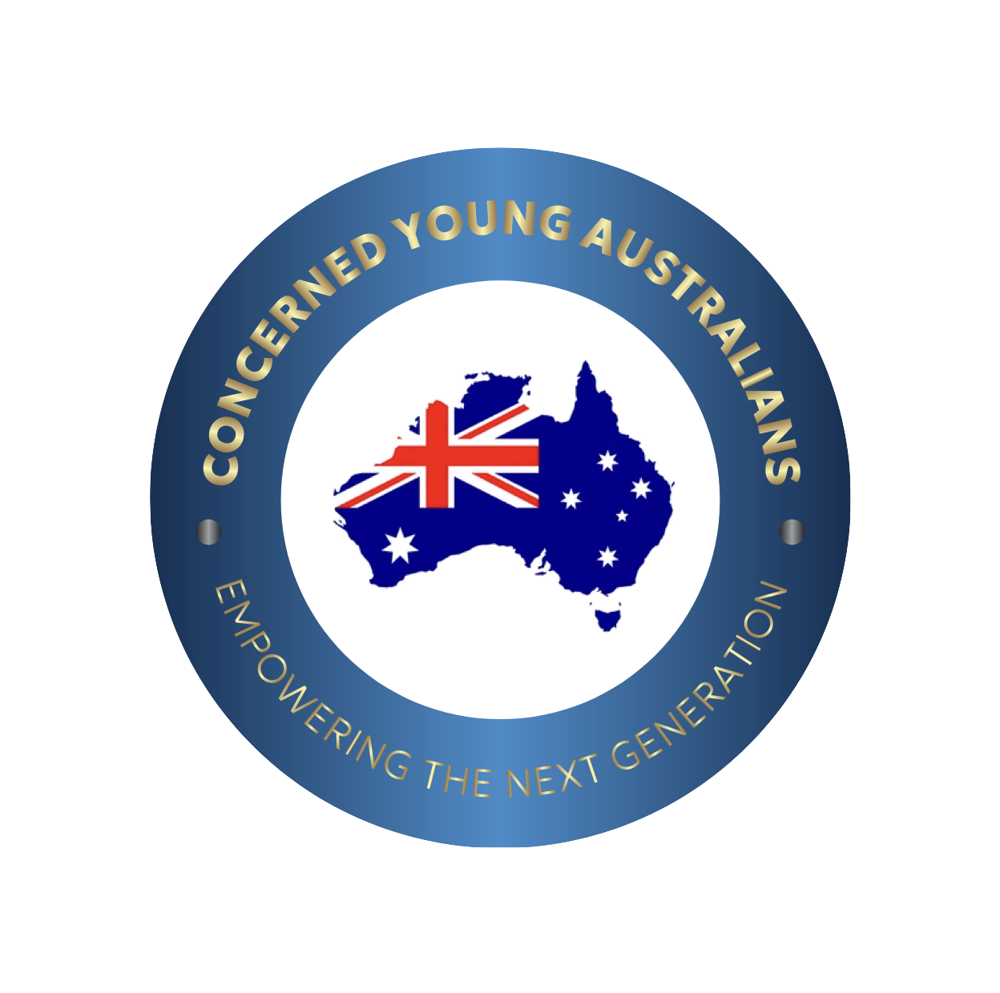 CONCERNED YOUNG AUSTRALIANS
EMPOWERING THE NEXT GENERATION